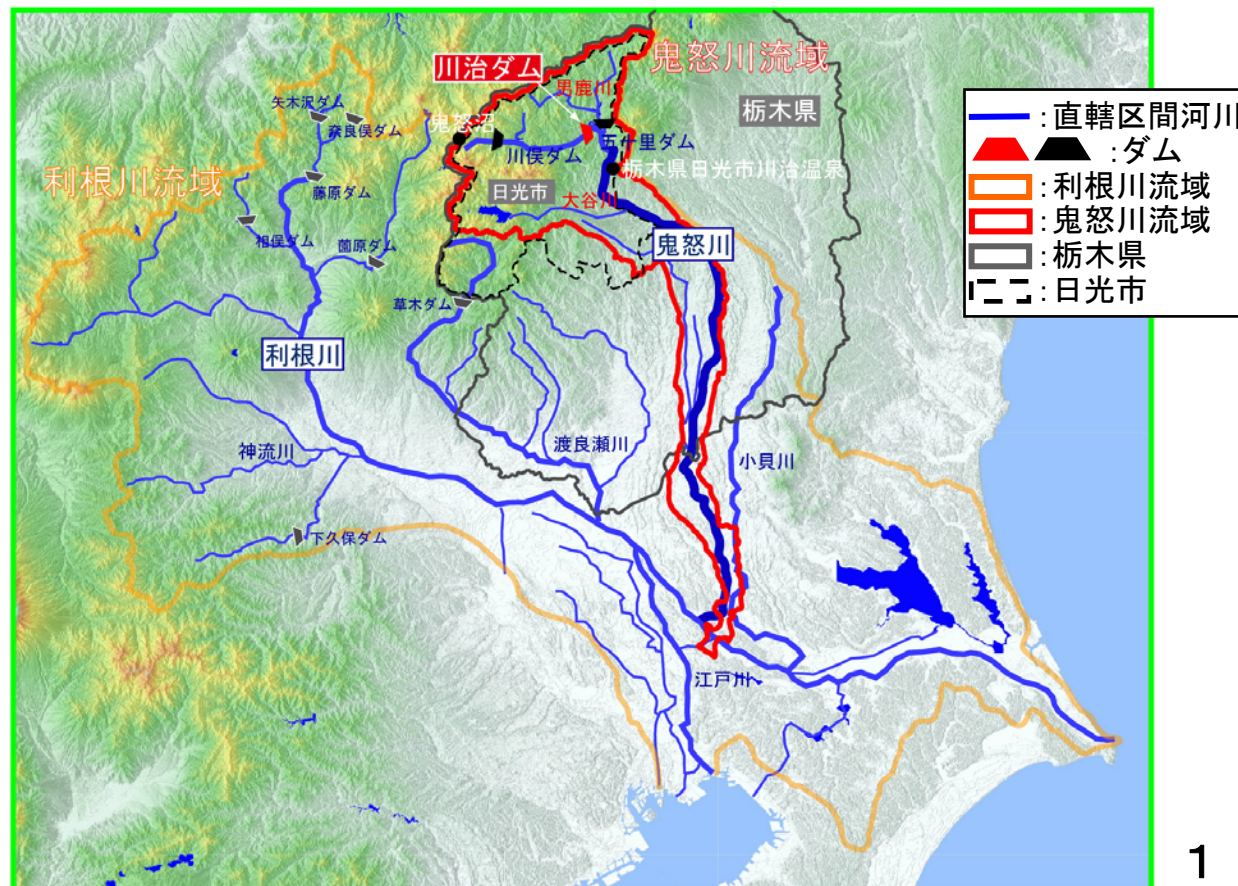 鬼怒川流域
川治ダム
男鹿川
矢木沢ダム
奈良俣ダム
鬼怒沼
栃木県
川俣ダム
五十里ダム
栃木県日光市川治温泉
利根川流域
藤原ダム
日光市
大谷川
相俣ダム
薗原ダム
鬼怒川
草木ダム
利根川
神流川
渡良瀬川
小貝川
下久保ダム
江戸川
:直轄区間河川
:ダム
:利根川流域
:鬼怒川流域
:栃木県
:日光市
1